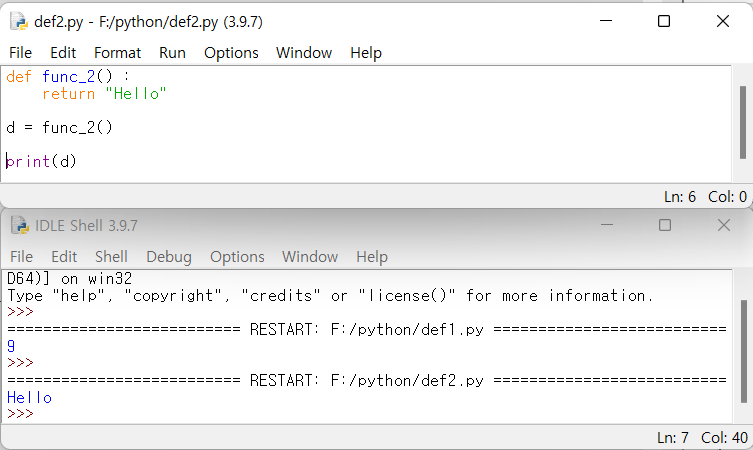 def2.py - F:/python/def2.py (3.9.7)
File Edit Format Run Options Window Help
def func_2() :
    return "Hello"
d = func_2()
print(d)
Ln: 6 Col: 0
IDLE Shell 3.9.7
File Edit Shell Debug Options Window Help
D64)] on win32
Type "help", "copyright", "credits" or "license()" for more information.
>>>
========================== RESTART: F:/python/def1.py ==========================
9
>>>
========================== RESTART: F:/python/def2.py ==========================
Hello
>>>
Ln: 7 Col: 40